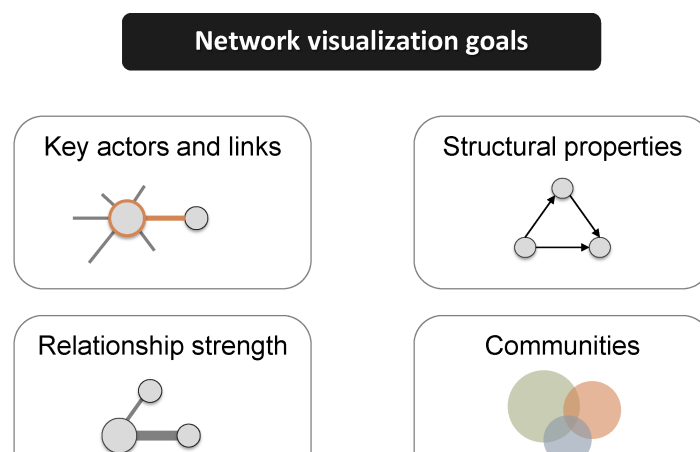 Network visualization goals
Key actors and links
Structural properties
Relationship strength
Communities